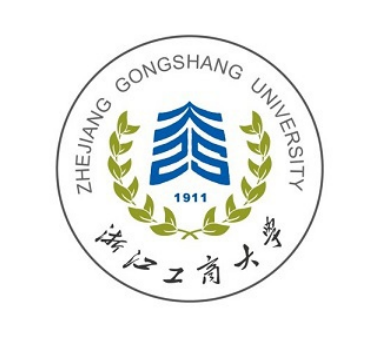 ZHEJIANG GONGSHANG UNIVERSITY
1911
浙江工商大學